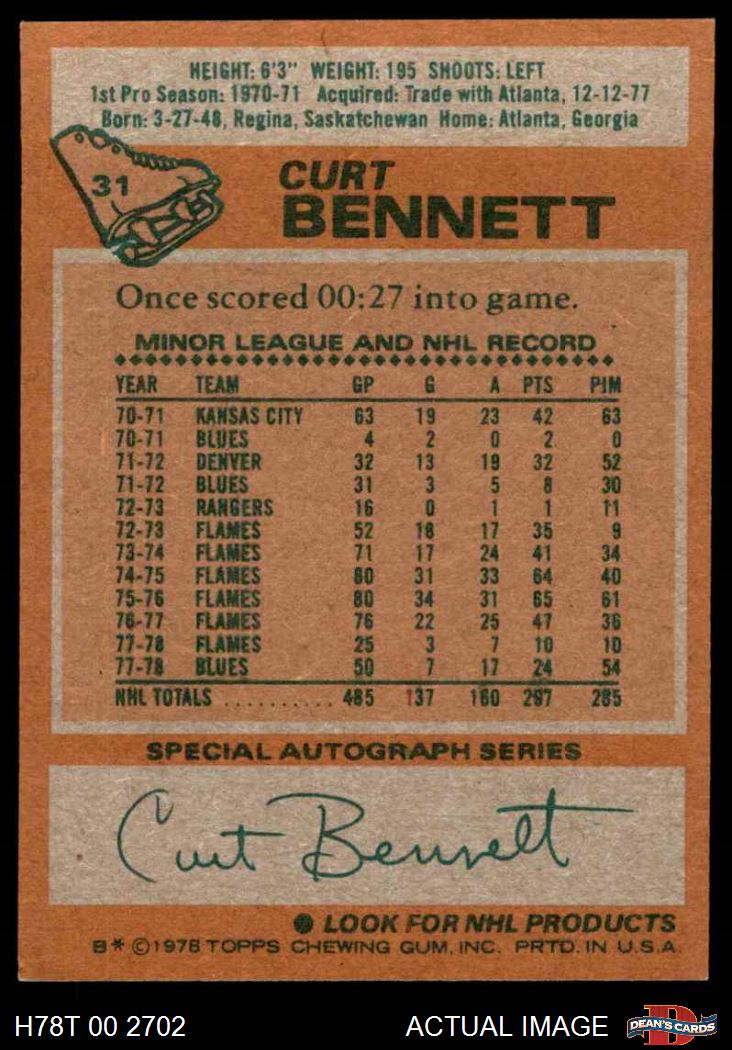 HEIGHT: 6'3" WEIGHT: 195 SHOOTS: LEFT
1st Pro Season: 1970-71 Acquired: Trade with Atlanta, 12-12-77
Born: 3-27-48, Regina, Saskatchewan Home: Atlanta, Georgia
31
CURT
BENNETT
Once scored 00:27 into game.
MINOR LEAGUE AND NHL RECORD
YEAR TEAM GP G A PTS PIM
70-71 KANSAS CITY 63 19 23 42 63
70-71 BLUES 4 2 0 2 0
71-72 DENVER 32 13 19 32 52
71-72 BLUES 31 3 5 8 30
72-73 RANGERS 16 0 1 1 11
72-73 FLAMES 52 18 17 35 9
73-74 FLAMES 71 17 24 41 34
74-75 FLAMES 80 31 33 64 40
75-76 FLAMES 80 34 31 65 61
76-77 FLAMES 76 22 25 47 36
77-78 FLAMES 25 3 7 10 10
77-78 BLUES 50 7 17 24 54
NHL TOTALS .......... 485 137 160 297 285
SPECIAL AUTOGRAPH SERIES
Curt Bennett
LOOK FOR NHL PRODUCTS
B* ©1978 TOPPS CHEWING GUM, INC. PRTD. IN U.S.A.
H78T 00 2702 ACTUAL IMAGE DEAN'S CARDS